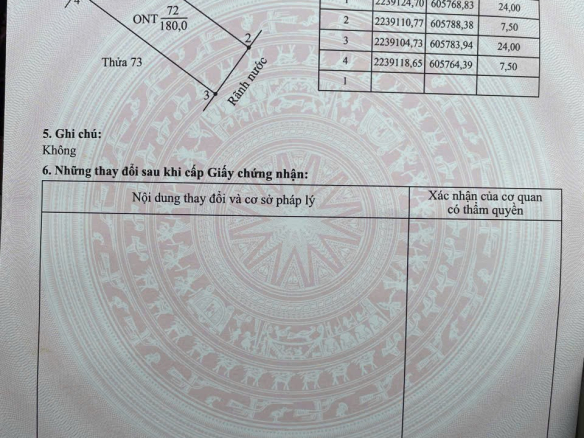 4
ONT 72
180,0
2
Thửa 73
3
Rãnh nước
1 2239124,70 605768,83 24,00
2 2239110,77 605788,38 7,50
3 2239104,73 605783,94 24,00
4 2239118,65 605764,39 7,50
1
5. Ghi chú:
Không
6. Những thay đổi sau khi cấp Giấy chứng nhận:
Nội dung thay đổi và cơ sở pháp lý
Xác nhận của cơ quan
có thẩm quyền